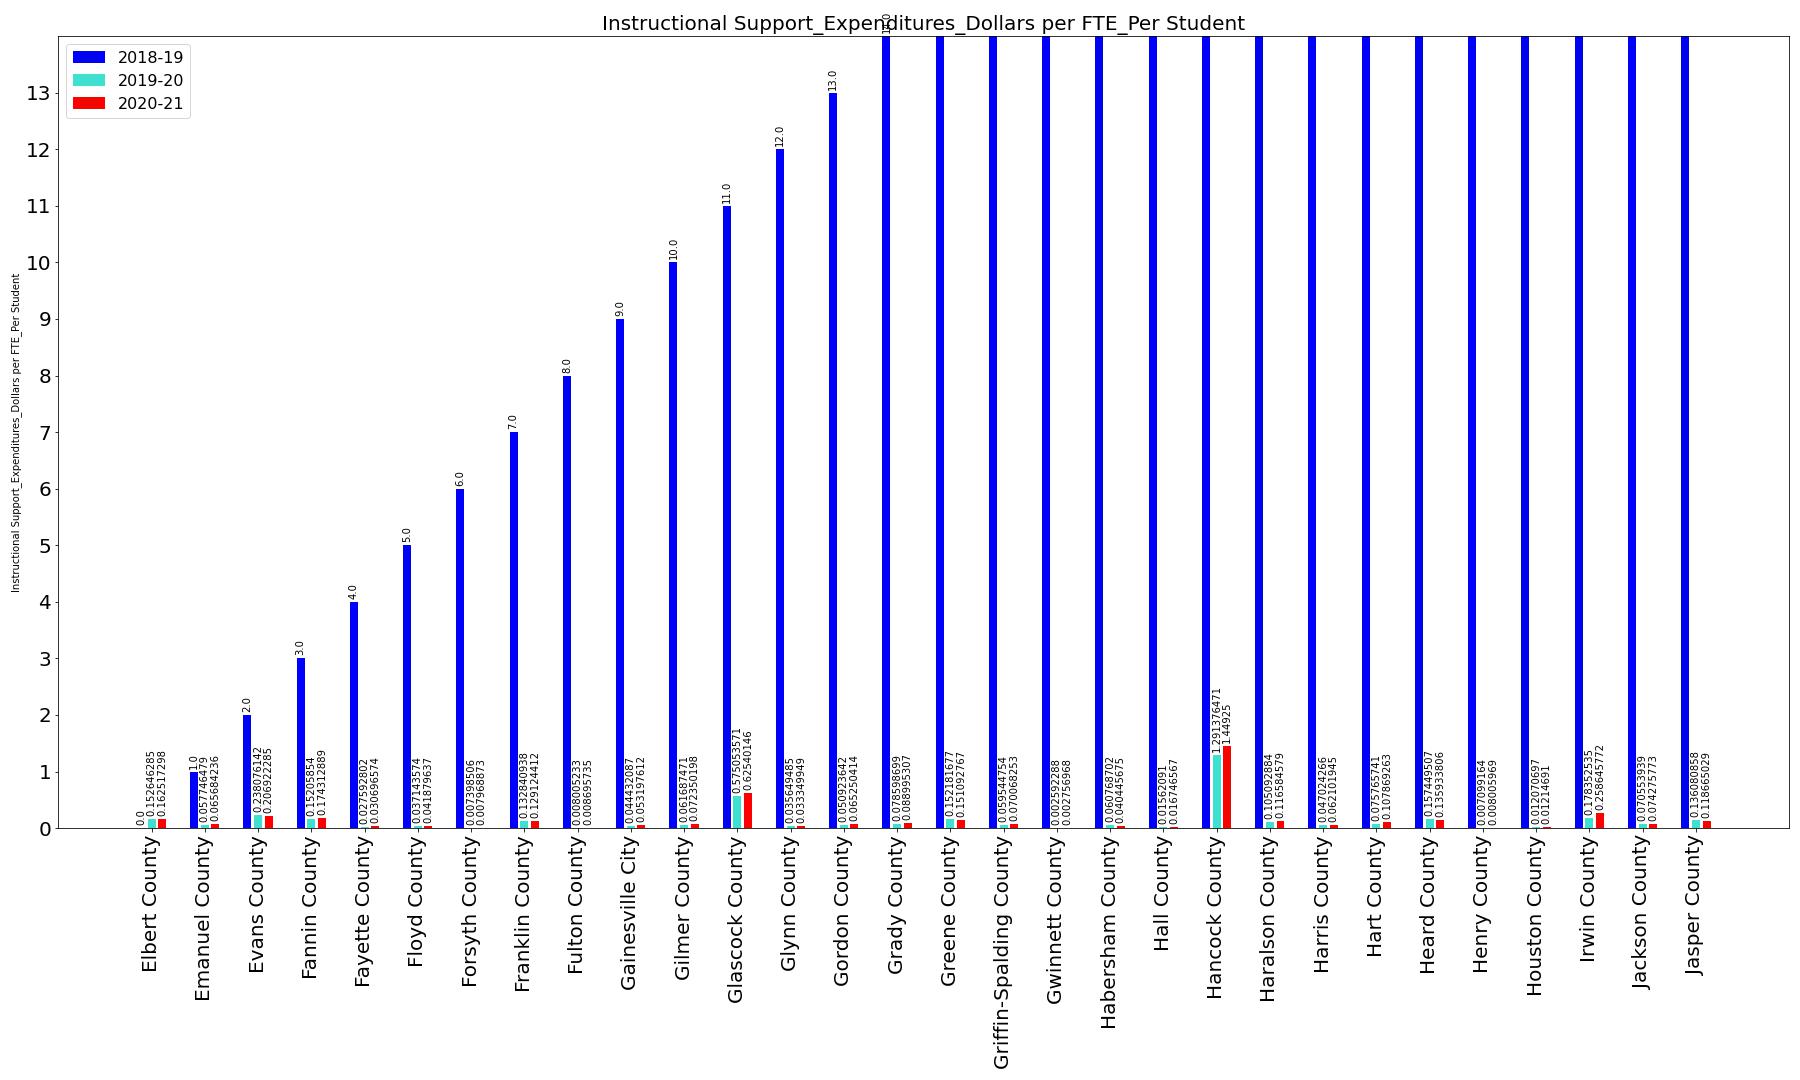 Instructional Support_Expenditures_Dollars per FTE_Per Student
2018-19
2019-20
2020-21
Instructional Support_Expenditures_Dollars per FTE_Per Student
13
12
11
10
9
8
7
6
5
4
3
2
1
0
0.0
0.152646285
0.162517298
1.0
0.057746479
0.065684236
2.0
0.238076142
0.206922285
3.0
0.15205854
0.174312889
4.0
0.027592802
0.030696574
5.0
0.037143574
0.041879637
6.0
0.007398506
0.007968873
7.0
0.132840938
0.129124412
8.0
0.008005233
0.008695735
9.0
0.044432087
0.053197612
10.0
0.061687471
0.072350198
11.0
0.575053571
0.62540146
12.0
0.035649485
0.033349949
13.0
0.050923642
0.065250414
0.078598699
0.088995307
0.152181677
0.151092767
0.059544754
0.070068253
0.002592288
0.002756968
0.060768702
0.040445675
0.01562091
0.016746567
1.291376471
1.44925
0.105092884
0.116584579
0.047024266
0.062101945
0.075765741
0.107869263
0.157449507
0.135933806
0.007099164
0.008005969
0.012070697
0.01214691
0.178352535
0.258645772
0.070553939
0.074275773
0.136080858
0.118665029
Elbert County
Emanuel County
Evans County
Fannin County
Fayette County
Floyd County
Forsyth County
Franklin County
Fulton County
Gainesville City
Gilmer County
Glascock County
Glynn County
Gordon County
Grady County
Greene County
Griffin-Spalding County
Gwinnett County
Habersham County
Hall County
Hancock County
Haralson County
Harris County
Hart County
Heard County
Henry County
Houston County
Irwin County
Jackson County
Jasper County